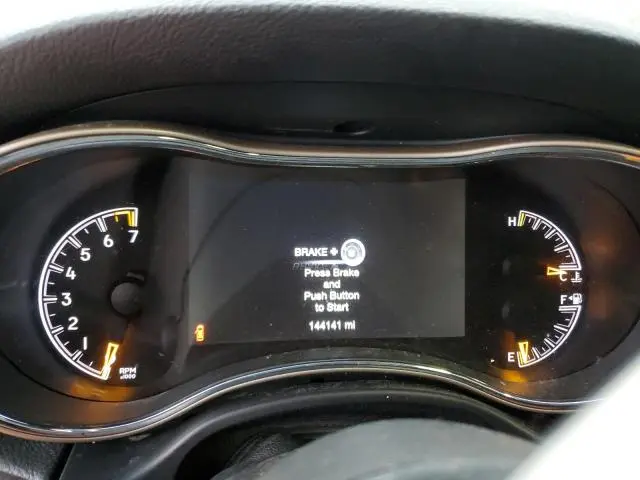 7
6
5
4
3
2
1
RPM
x1000
BRAKE +
Press Brake
and
Push Button
to Start
144141 mi
H
C
F
E